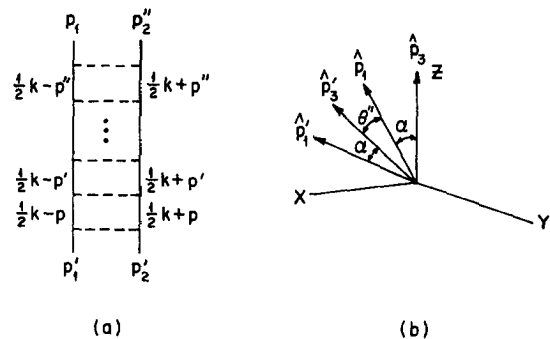 p₁ p₂″
½k−p″ ½k+p″
½k−p′ ½k+p′
½k−p ½k+p
p₁′ p₂′
(a)
p̂₃
Z
p̂₁
p̂₃′
θ″
α
p̂₁′
α
X
Y
(b)